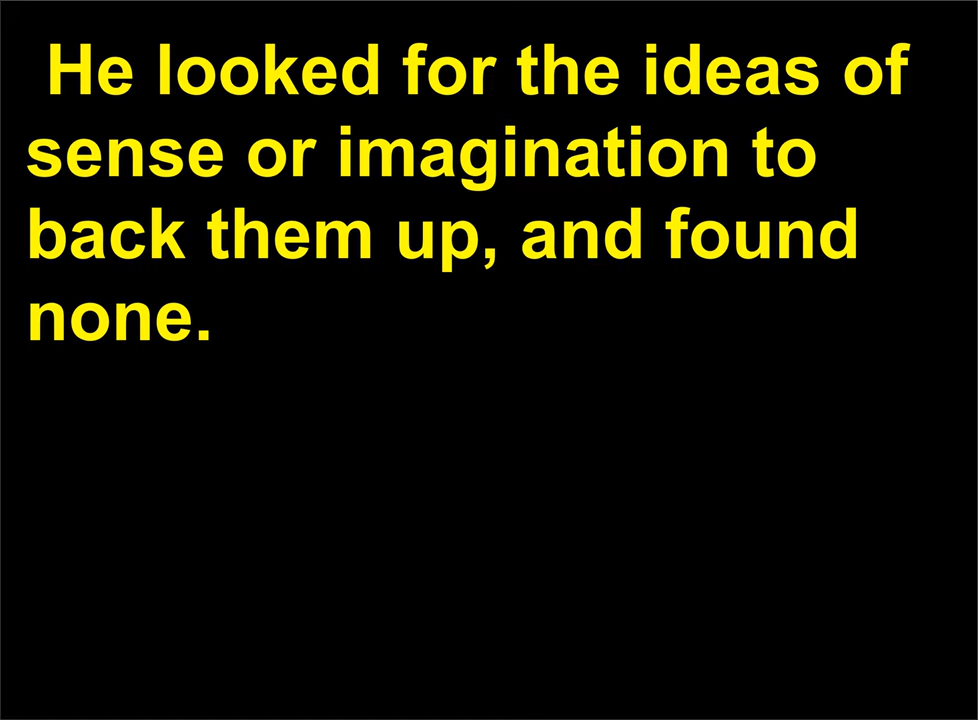 He looked for the ideas of
sense or imagination to
back them up, and found
none.